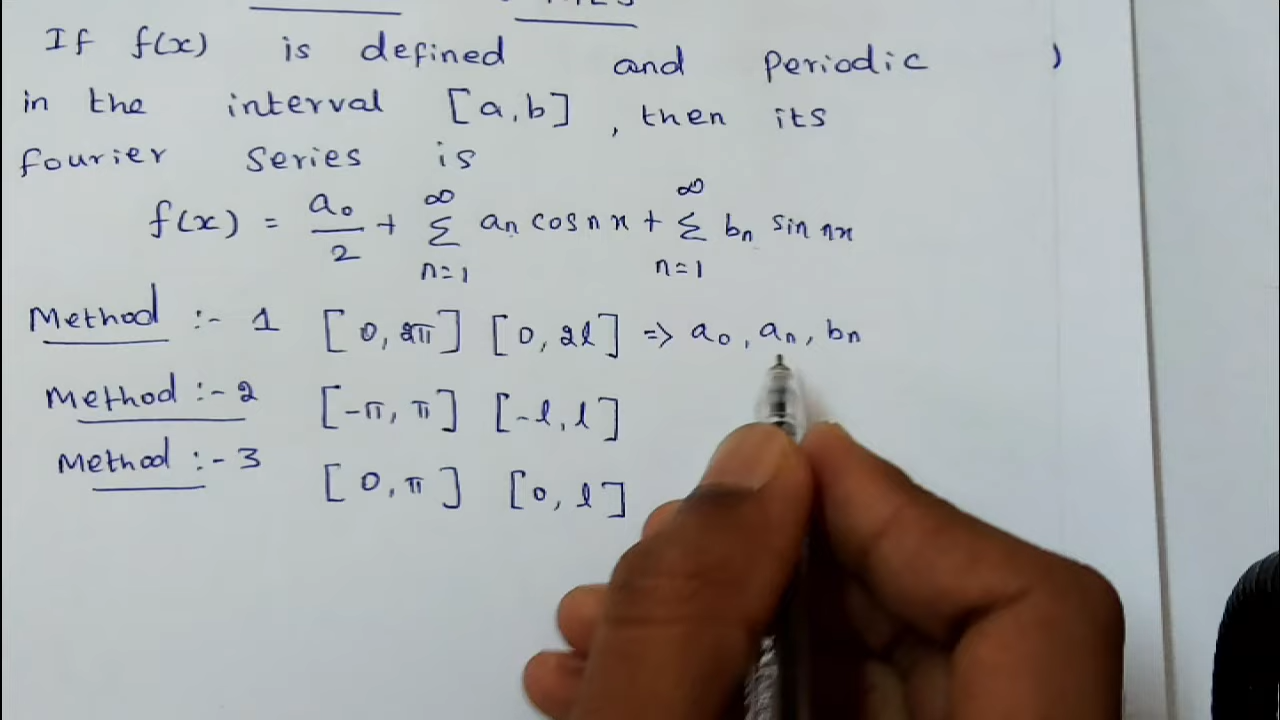 If f(x) is defined and periodic )
in the interval [a,b] , then its
fourier series is
f(x) = a₀/2 + ∑_{n=1}^{∞} aₙ cos nx + ∑_{n=1}^{∞} bₙ sin nx
Method :- 1 [0, 2π] [0, 2l] => a₀, aₙ, bₙ
Method :- 2 [-π, π] [-l, l]
Method :- 3 [0, π] [0, l]